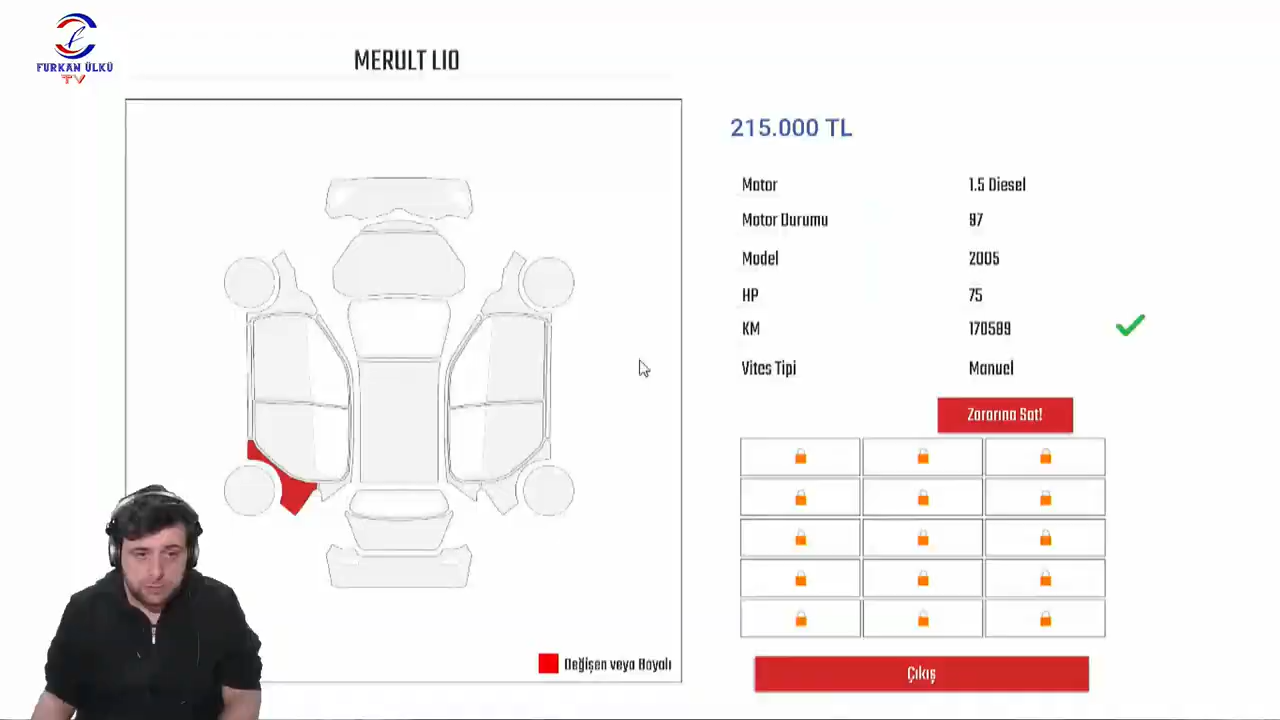 FURKAN ÜLKÜ
TV
MERULT LIO
215.000 TL
Motor 1.5 Diesel
Motor Durumu 97
Model 2005
HP 75
KM 170589
Vites Tipi Manuel
Zararına Sat!
Değişen veya Boyalı
Çıkış